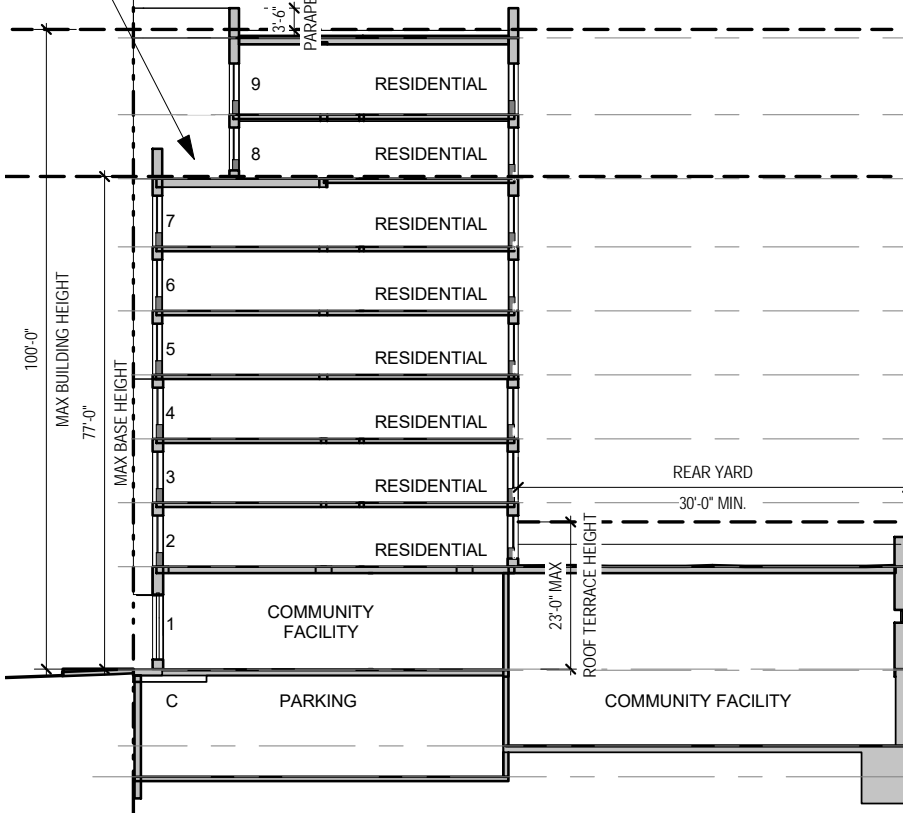 3'-6"
PARAPE
9 RESIDENTIAL
8 RESIDENTIAL
7 RESIDENTIAL
6 RESIDENTIAL
5 RESIDENTIAL
4 RESIDENTIAL
3 RESIDENTIAL
2 RESIDENTIAL
1 COMMUNITY
FACILITY
C PARKING
COMMUNITY FACILITY
100'-0"
MAX BUILDING HEIGHT
77'-0"
MAX BASE HEIGHT
REAR YARD
30'-0" MIN.
23'-0" MAX
ROOF TERRACE HEIGHT